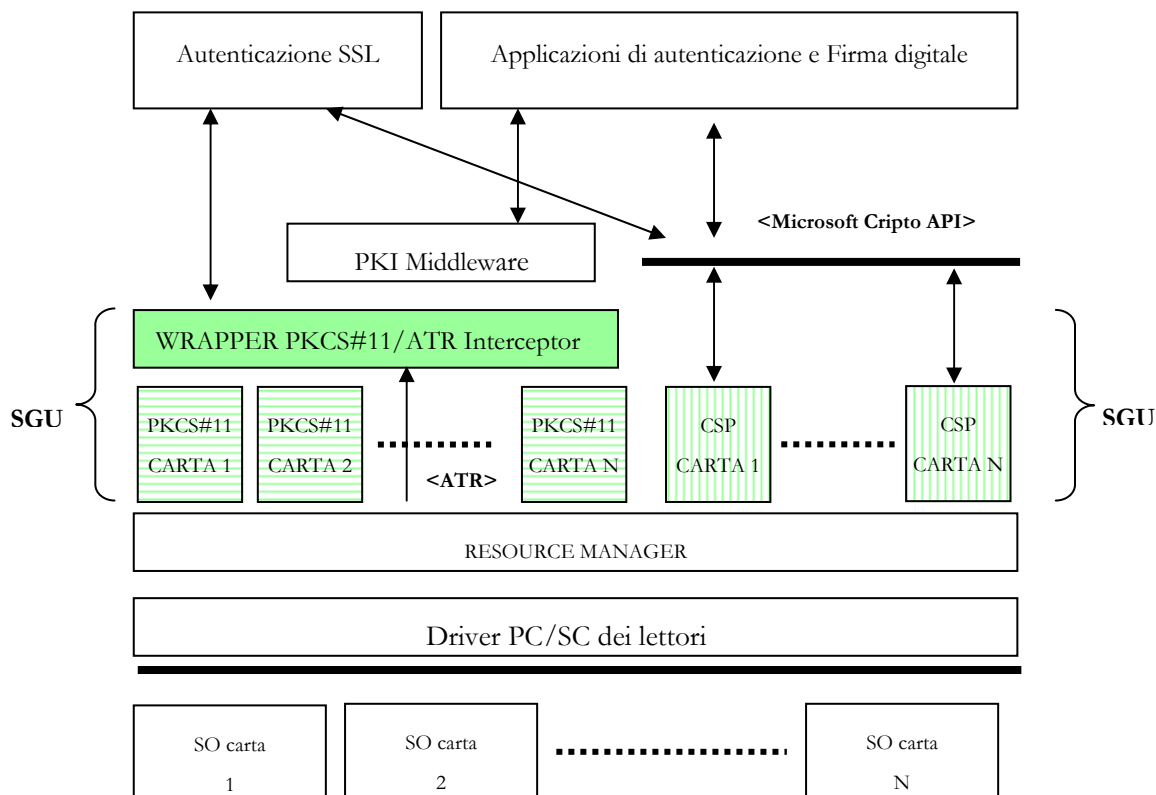 Autenticazione SSL
Applicazioni di autenticazione e Firma digitale
<Microsoft Cripto API>
PKI Middleware
WRAPPER PKCS#11/ATR Interceptor
SGU
PKCS#11
CARTA 1
PKCS#11
CARTA 2
<ATR>
PKCS#11
CARTA N
CSP
CARTA 1
CSP
CARTA N
SGU
RESOURCE MANAGER
Driver PC/SC dei lettori
SO carta
1
SO carta
2
SO carta
N